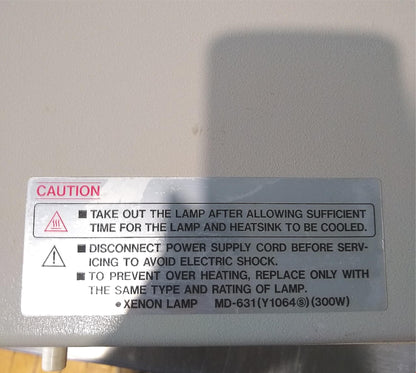 CAUTION
■ TAKE OUT THE LAMP AFTER ALLOWING SUFFICIENT
TIME FOR THE LAMP AND HEATSINK TO BE COOLED.
■ DISCONNECT POWER SUPPLY CORD BEFORE SERV-
ICING TO AVOID ELECTRIC SHOCK.
■ TO PREVENT OVER HEATING, REPLACE ONLY WITH
THE SAME TYPE AND RATING OF LAMP.
● XENON LAMP MD-631(Y1064Ⓢ)(300W)